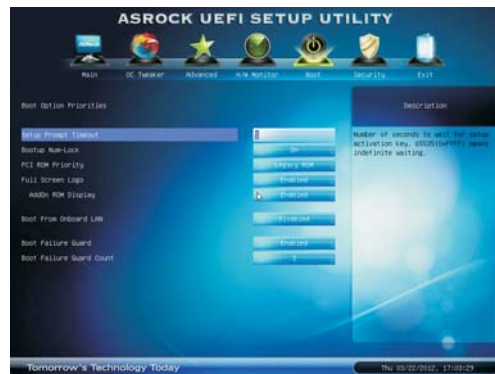 ASROCK UEFI SETUP UTILITY
Main OC Tweaker Advanced H/W Monitor Boot Security Exit
Boot Option Priorities
Description
Setup Prompt Timeout
Number of seconds to wait for setup
activation key. 65535(0xFFFF) means
indefinite waiting.
Bootup Num-Lock On
PCI ROM Priority Legacy ROM
Full Screen Logo Enabled
AddOn ROM Display Enabled
Boot From Onboard LAN Disabled
Boot Failure Guard Enabled
Boot Failure Guard Count
Tomorrow's Technology Today
Thu 03/22/2012, 17:03:29